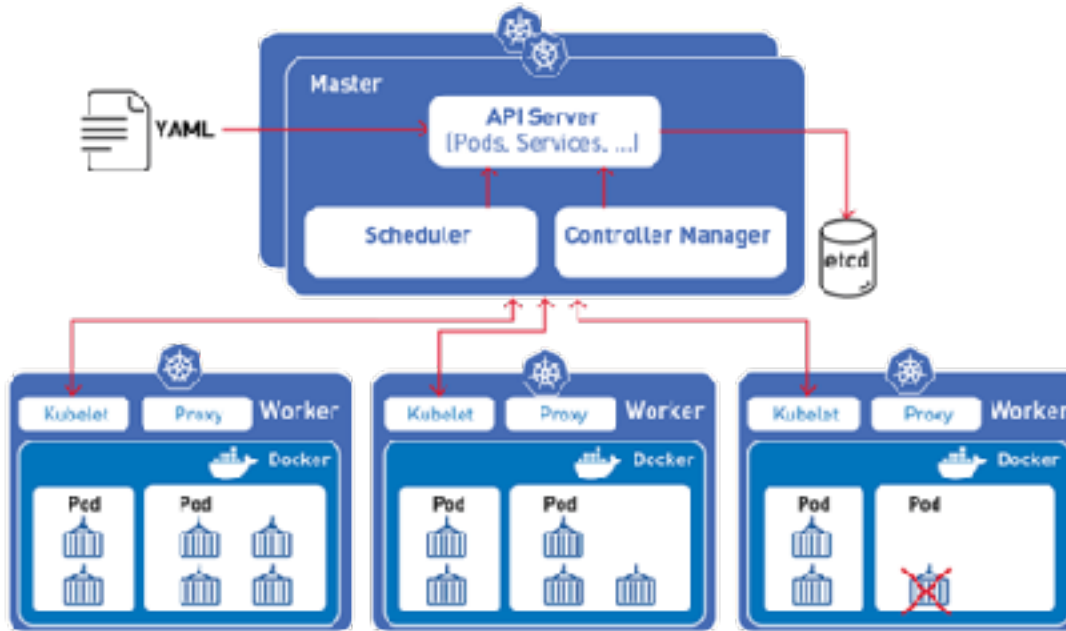 Master
YAML
API Server
[Pods, Services, ...]
Scheduler
Controller Manager
etcd
Kubelet
Proxy
Worker
Docker
Pod
Pod
Kubelet
Proxy
Worker
Docker
Pod
Pod
Kubelet
Proxy
Worker
Docker
Pod
Pod